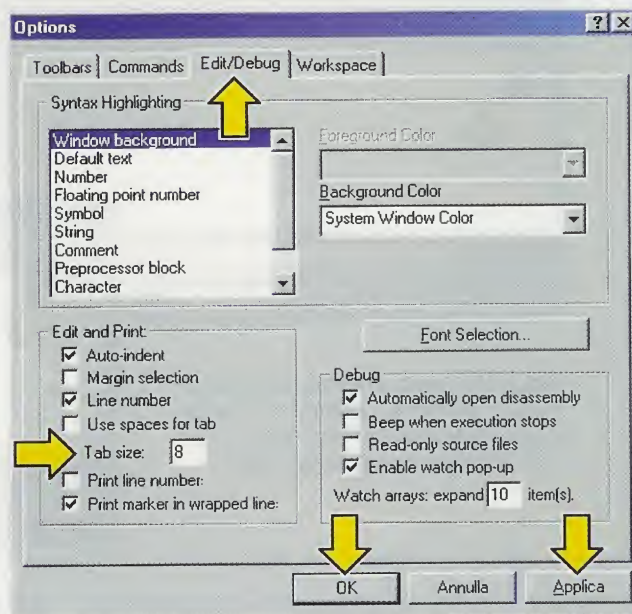 Options
Toolbars Commands Edit/Debug Workspace
Syntax Highlighting
Window background
Default text
Number
Floating point number
Symbol
String
Comment
Preprocessor block
Character
Foreground Color
Background Color
System Window Color
Edit and Print:
Auto-indent
Margin selection
Line number
Use spaces for tab
Tab size: 8
Print line number:
Print marker in wrapped line:
Font Selection...
Debug
Automatically open disassembly
Beep when execution stops
Read-only source files
Enable watch pop-up
Watch arrays: expand 10 item(s).
OK Annulla Applica